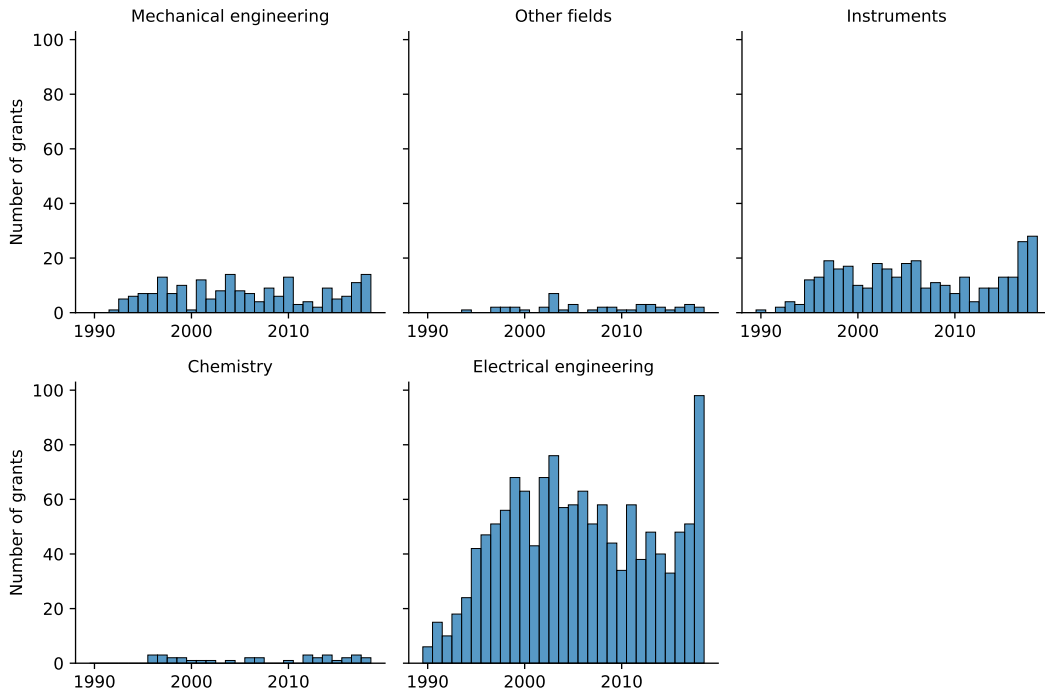 Mechanical engineering
Other fields
Instruments
Number of grants
100
80
60
40
20
0
1990 2000 2010
1990 2000 2010
1990 2000 2010
Chemistry
Electrical engineering
Number of grants
100
80
60
40
20
0
1990 2000 2010
1990 2000 2010